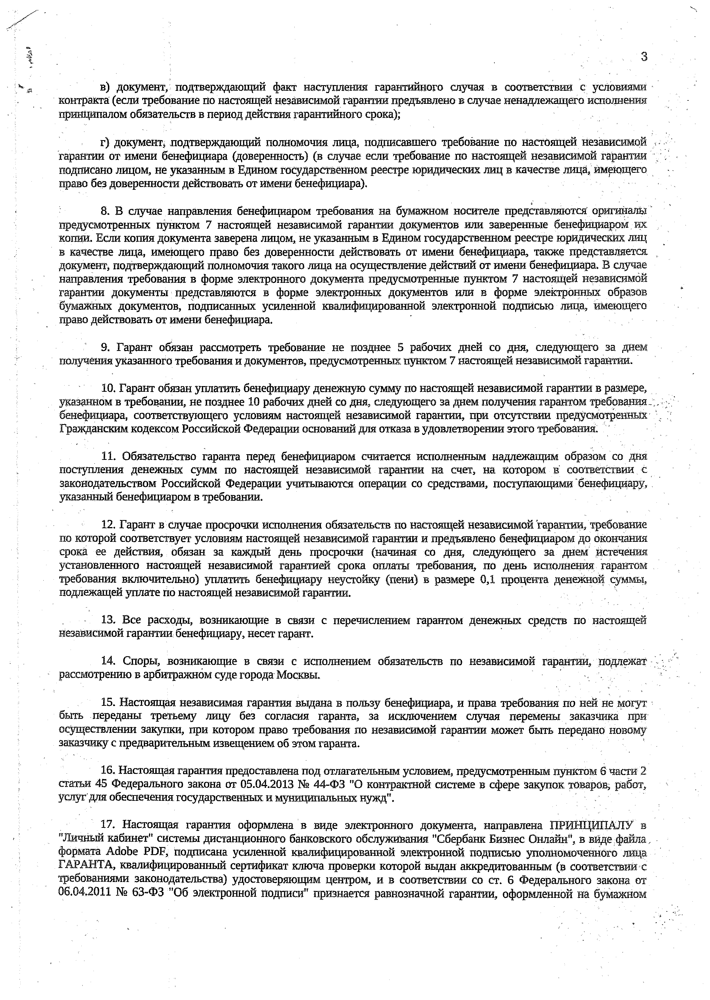 3
в) документ, подтверждающий факт наступления гарантийного случая в соответствии с условиями
контракта (если требование по настоящей независимой гарантии предъявлено в случае ненадлежащего исполнения
принципалом обязательств в период действия гарантийного срока);
г) документ, подтверждающий полномочия лица, подписавшего требование по настоящей независимой
гарантии от имени бенефициара (доверенность) (в случае если требование по настоящей независимой гарантии
подписано лицом, не указанным в Едином государственном реестре юридических лиц в качестве лица, имеющего
право без доверенности действовать от имени бенефициара).
8. В случае направления бенефициаром требования на бумажном носителе представляются оригиналы
предусмотренных пунктом 7 настоящей независимой гарантии документов или заверенные бенефициаром их
копии. Если копия документа заверена лицом, не указанным в Едином государственном реестре юридических лиц
в качестве лица, имеющего право без доверенности действовать от имени бенефициара, также представляется
документ, подтверждающий полномочия такого лица на осуществление действий от имени бенефициара. В случае
направления требования в форме электронного документа предусмотренные пунктом 7 настоящей независимой
гарантии документы представляются в форме электронных документов или в форме электронных образов
бумажных документов, подписанных усиленной квалифицированной электронной подписью лица, имеющего
право действовать от имени бенефициара.
9. Гарант обязан рассмотреть требование не позднее 5 рабочих дней со дня, следующего за днем
получения указанного требования и документов, предусмотренных пунктом 7 настоящей независимой гарантии.
10. Гарант обязан уплатить бенефициару денежную сумму по настоящей независимой гарантии в размере,
указанном в требовании, не позднее 10 рабочих дней со дня, следующего за днем получения гарантом требования
бенефициара, соответствующего условиям настоящей независимой гарантии, при отсутствии предусмотренных
Гражданским кодексом Российской Федерации оснований для отказа в удовлетворении этого требования.
11. Обязательство гаранта перед бенефициаром считается исполненным надлежащим образом со дня
поступления денежных сумм по настоящей независимой гарантии на счет, на котором в соответствии с
законодательством Российской Федерации учитываются операции со средствами, поступающими бенефициару,
указанный бенефициаром в требовании.
12. Гарант в случае просрочки исполнения обязательств по настоящей независимой гарантии, требование
по которой соответствует условиям настоящей независимой гарантии и предъявлено бенефициаром до окончания
срока ее действия, обязан за каждый день просрочки (начиная со дня, следующего за днем истечения
установленного настоящей независимой гарантией срока оплаты требования, по день исполнения гарантом
требования включительно) уплатить бенефициару неустойку (пени) в размере 0,1 процента денежной суммы,
подлежащей уплате по настоящей независимой гарантии.
13. Все расходы, возникающие в связи с перечислением гарантом денежных средств по настоящей
независимой гарантии бенефициару, несет гарант.
14. Споры, возникающие в связи с исполнением обязательств по независимой гарантии, подлежат
рассмотрению в арбитражном суде города Москвы.
15. Настоящая независимая гарантия выдана в пользу бенефициара, и права требования по ней не могут
быть переданы третьему лицу без согласия гаранта, за исключением случая перемены заказчика при
осуществлении закупки, при котором право требования по независимой гарантии может быть передано новому
заказчику с предварительным извещением об этом гаранта.
16. Настоящая гарантия предоставлена под отлагательным условием, предусмотренным пунктом 6 части 2
статьи 45 Федерального закона от 05.04.2013 № 44-ФЗ "О контрактной системе в сфере закупок товаров, работ,
услуг для обеспечения государственных и муниципальных нужд".
17. Настоящая гарантия оформлена в виде электронного документа, направлена ПРИНЦИПАЛУ в
"Личный кабинет" системы дистанционного банковского обслуживания "Сбербанк Бизнес Онлайн", в виде файла
формата Adobe PDF, подписана усиленной квалифицированной электронной подписью уполномоченного лица
ГАРАНТА, квалифицированный сертификат ключа проверки которой выдан аккредитованным (в соответствии с
требованиями законодательства) удостоверяющим центром, и в соответствии со ст. 6 Федерального закона от
06.04.2011 № 63-ФЗ "Об электронной подписи" признается равнозначной гарантии, оформленной на бумажном